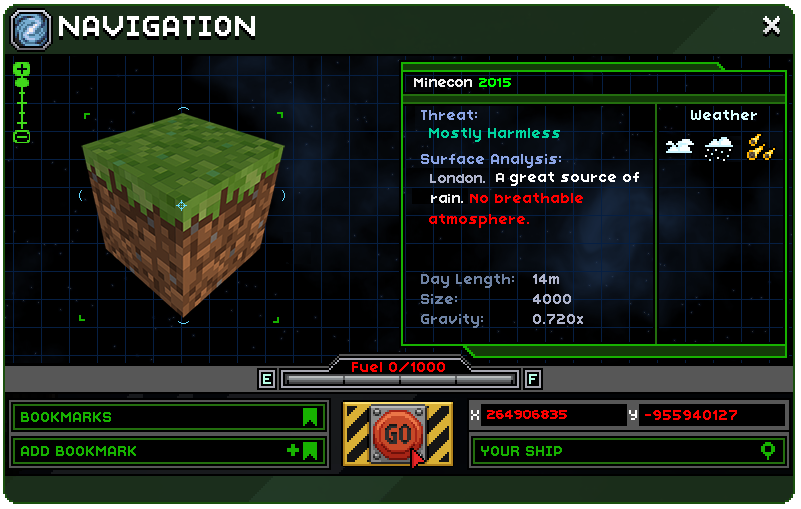 NAVIGATION
Minecon 2015
Threat:
Mostly Harmless
Surface Analysis:
London. A great source of
rain. No breathable
atmosphere.
Day Length: 14m
Size: 4000
Gravity: 0.720x
Weather
Fuel 0/1000
E F
BOOKMARKS
ADD BOOKMARK
GO
X 264906835 Y -955940127
YOUR SHIP